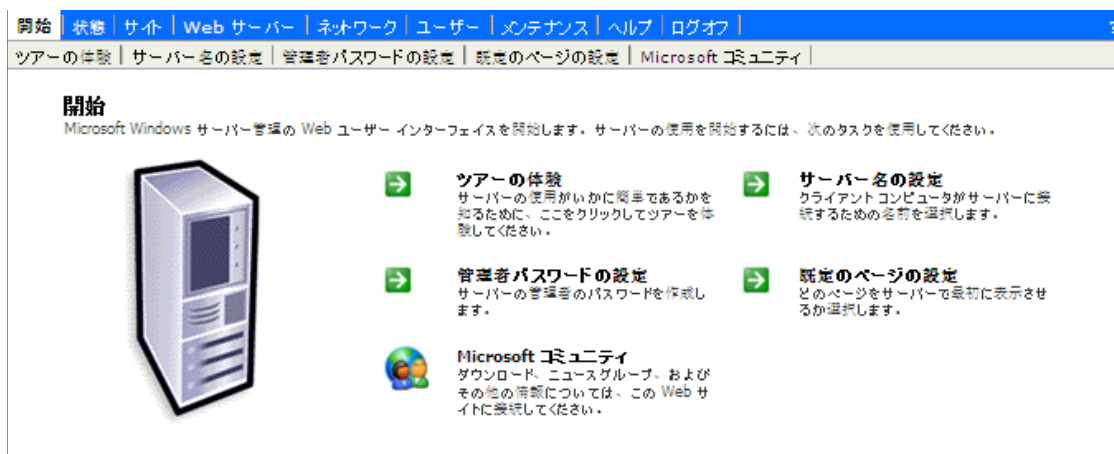 開始 | 状態 | サイト | Web サーバー | ネットワーク | ユーザー | メンテナンス | ヘルプ | ログオフ |
ツアーの体験 | サーバー名の設定 | 管理者パスワードの設定 | 既定のページの設定 | Microsoft コミュニティ |
開始
Microsoft Windows サーバー管理の Web ユーザー インターフェイスを開始します。サーバーの使用を開始するには、次のタスクを使用してください。
ツアーの体験
サーバーの使用がいかに簡単であるかを
知るために、ここをクリックしてツアーを体
験してください。
サーバー名の設定
クライアント コンピュータがサーバーに接
続するための名前を選択します。
管理者パスワードの設定
サーバーの管理者のパスワードを作成し
ます。
既定のページの設定
どのページをサーバーで最初に表示させ
るか選択します。
Microsoft コミュニティ
ダウンロード、ニュースグループ、および
その他の情報については、この Web サ
イトに接続してください。